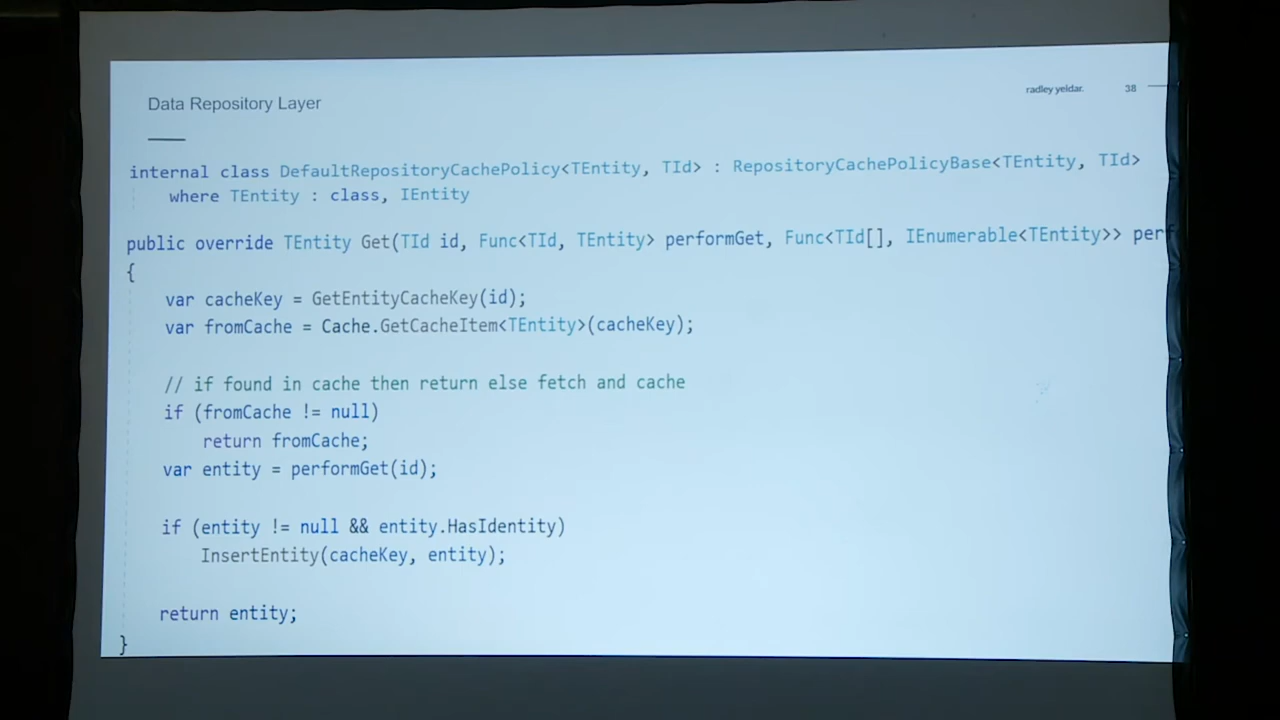 Data Repository Layer
radley yeldar.
38
internal class DefaultRepositoryCachePolicy<TEntity, TId> : RepositoryCachePolicyBase<TEntity, TId>
where TEntity : class, IEntity
public override TEntity Get(TId id, Func<TId, TEntity> performGet, Func<TId[], IEnumerable<TEntity>> perf
{
var cacheKey = GetEntityCacheKey(id);
var fromCache = Cache.GetCacheItem<TEntity>(cacheKey);
// if found in cache then return else fetch and cache
if (fromCache != null)
return fromCache;
var entity = performGet(id);
if (entity != null && entity.HasIdentity)
InsertEntity(cacheKey, entity);
return entity;
}